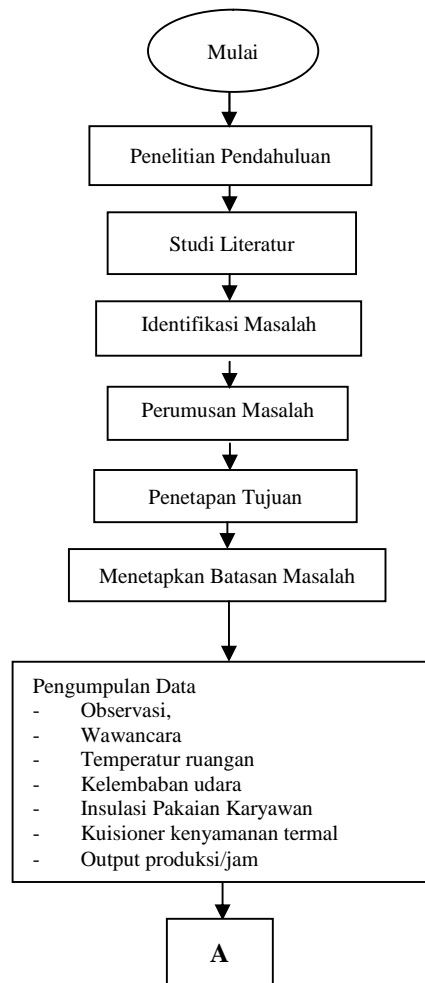 Mulai
Penelitian Pendahuluan
Studi Literatur
Identifikasi Masalah
Perumusan Masalah
Penetapan Tujuan
Menetapkan Batasan Masalah
Pengumpulan Data
- Observasi,
- Wawancara
- Temperatur ruangan
- Kelembaban udara
- Insulasi Pakaian Karyawan
- Kuisioner kenyamanan termal
- Output produksi/jam
A